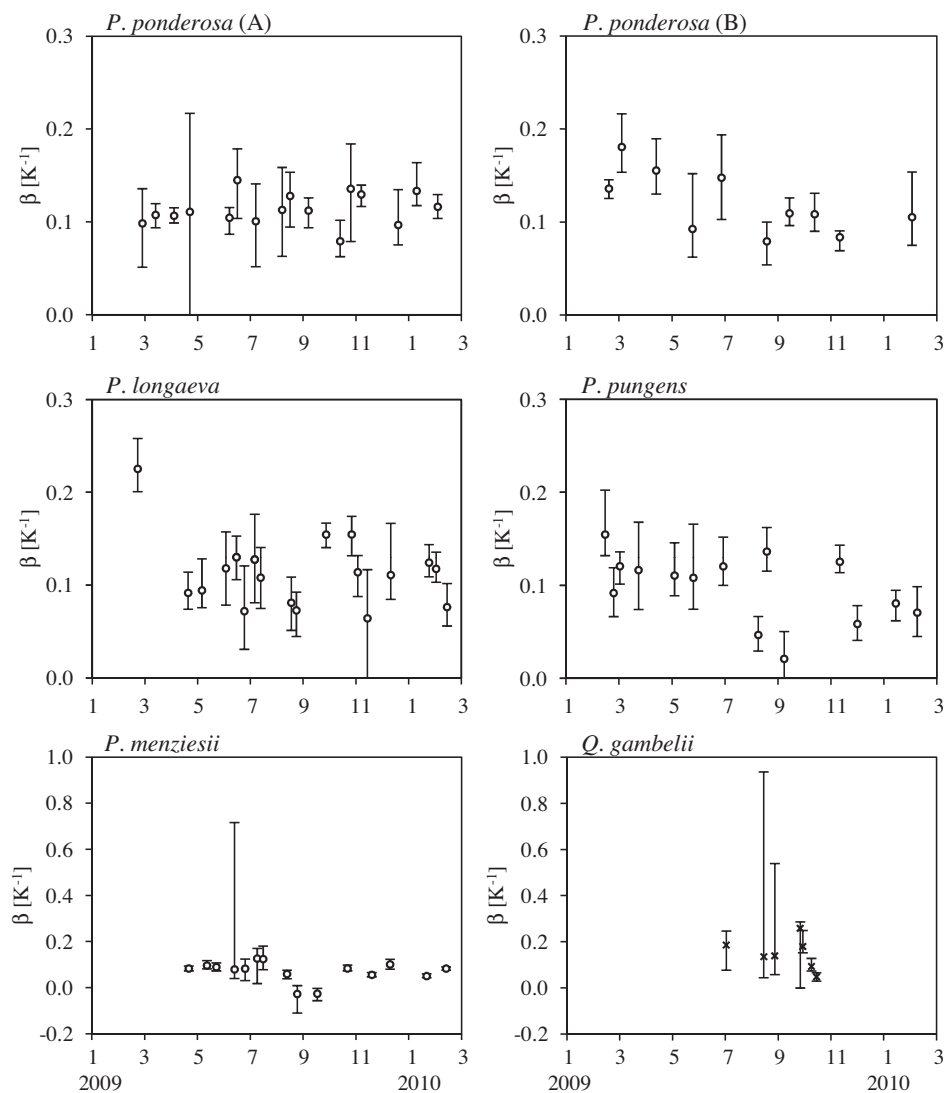 P. ponderosa (A)
P. ponderosa (B)
0.3
0.2
0.1
0.0
β [K⁻¹]
1 3 5 7 9 11 1 3
0.3
0.2
0.1
0.0
β [K⁻¹]
1 3 5 7 9 11 1 3
P. longaeva
P. pungens
0.3
0.2
0.1
0.0
β [K⁻¹]
1 3 5 7 9 11 1 3
0.3
0.2
0.1
0.0
β [K⁻¹]
1 3 5 7 9 11 1 3
P. menziesii
Q. gambelii
1.0
0.8
0.6
0.4
0.2
0.0
-0.2
β [K⁻¹]
1 3 5 7 9 11 1 3
2009 2010
1.0
0.8
0.6
0.4
0.2
0.0
-0.2
β [K⁻¹]
1 3 5 7 9 11 1 3
2009 2010